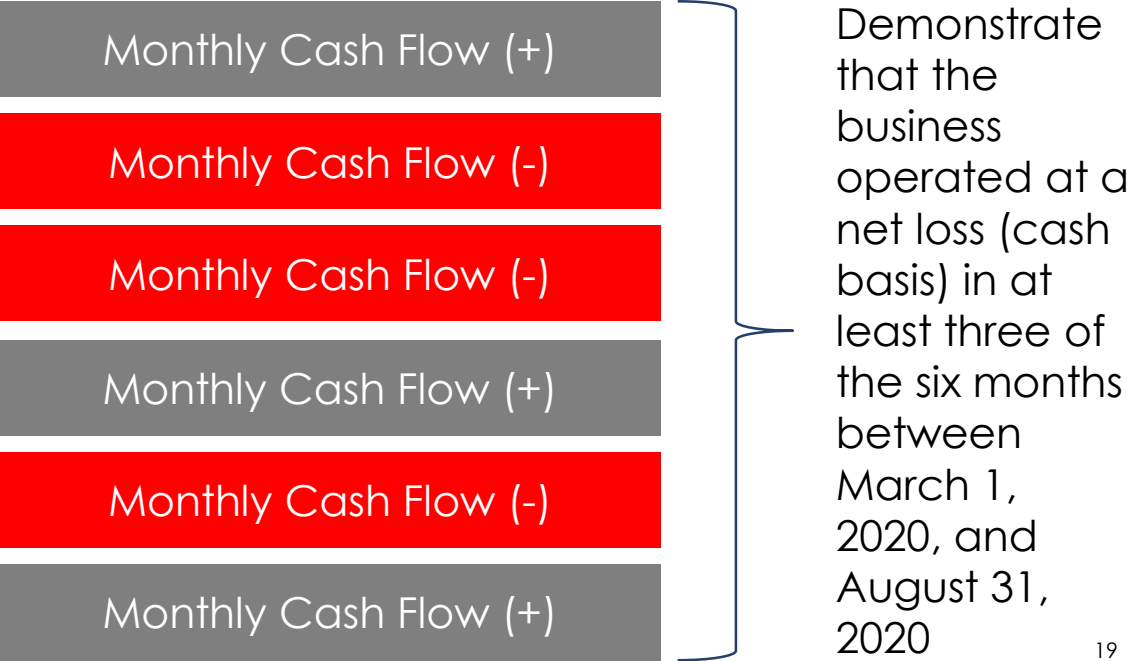 Monthly Cash Flow (+)
Monthly Cash Flow (-)
Monthly Cash Flow (-)
Monthly Cash Flow (+)
Monthly Cash Flow (-)
Monthly Cash Flow (+)
Demonstrate
that the
business
operated at a
net loss (cash
basis) in at
least three of
the six months
between
March 1,
2020, and
August 31,
2020
19